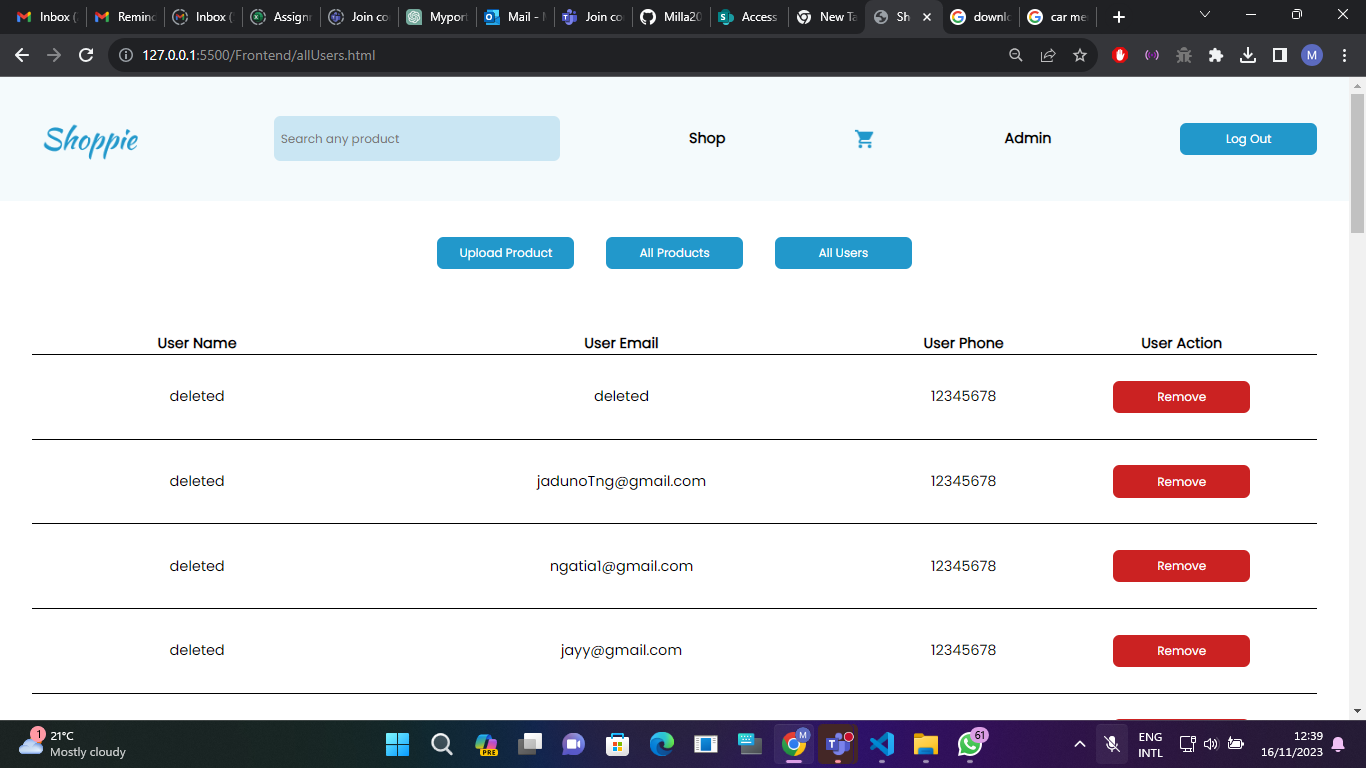 Inbox (
Remind
Inbox (
Assignm
Join co
Myport
Mail - M
Join co
Milla20
Access
New Ta
Sh
downlo
car me
127.0.0.1:5500/Frontend/allUsers.html
M
Shoppie
Search any product
Shop
Admin
Log Out
Upload Product
All Products
All Users
User Name User Email User Phone User Action
deleted deleted 12345678 Remove
deleted jadunoTng@gmail.com 12345678 Remove
deleted ngatia1@gmail.com 12345678 Remove
deleted jayy@gmail.com 12345678 Remove
1
21°C
Mostly cloudy
PRE
M
61
ENG
INTL
12:39
16/11/2023